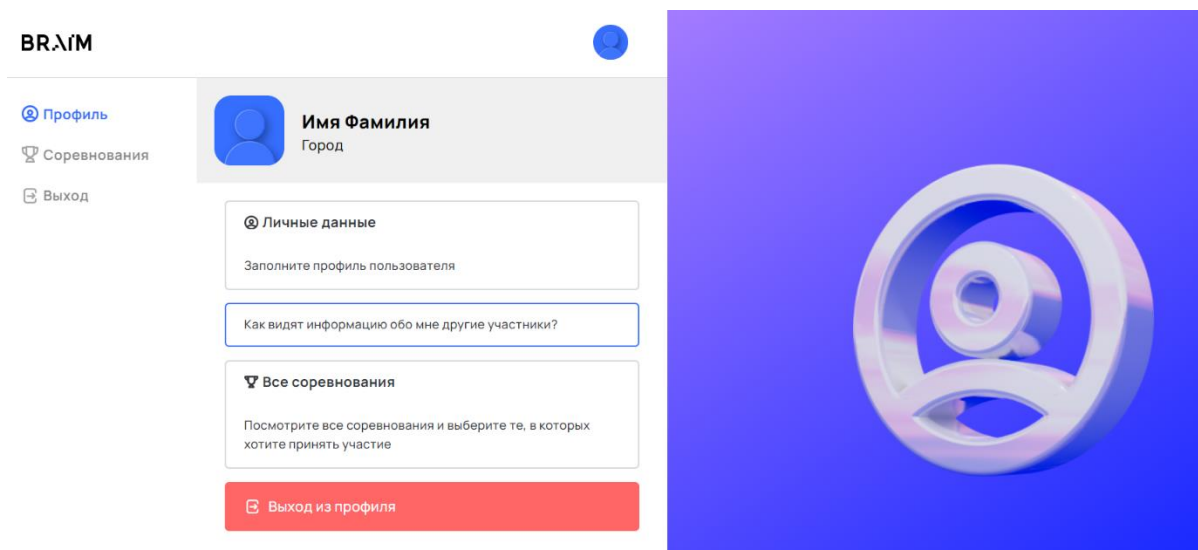 BRAIM
Профиль
Соревнования
Выход
Имя Фамилия
Город
Личные данные
Заполните профиль пользователя
Как видят информацию обо мне другие участники?
Все соревнования
Посмотрите все соревнования и выберите те, в которых
хотите принять участие
Выход из профиля